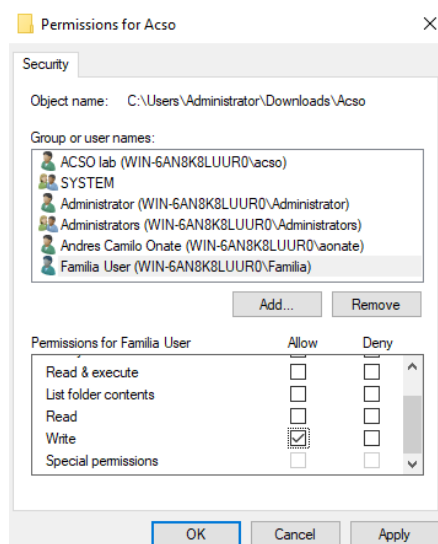 Permissions for Acso
Security
Object name: C:\Users\Administrator\Downloads\Acso
Group or user names:
ACSO lab (WIN-6AN8K8LUUR0\acso)
SYSTEM
Administrator (WIN-6AN8K8LUUR0\Administrator)
Administrators (WIN-6AN8K8LUUR0\Administrators)
Andres Camilo Onate (WIN-6AN8K8LUUR0\aonate)
Familia User (WIN-6AN8K8LUUR0\Familia)
Add... Remove
Permissions for Familia User Allow Deny
Read & execute
List folder contents
Read
Write
Special permissions
OK Cancel Apply